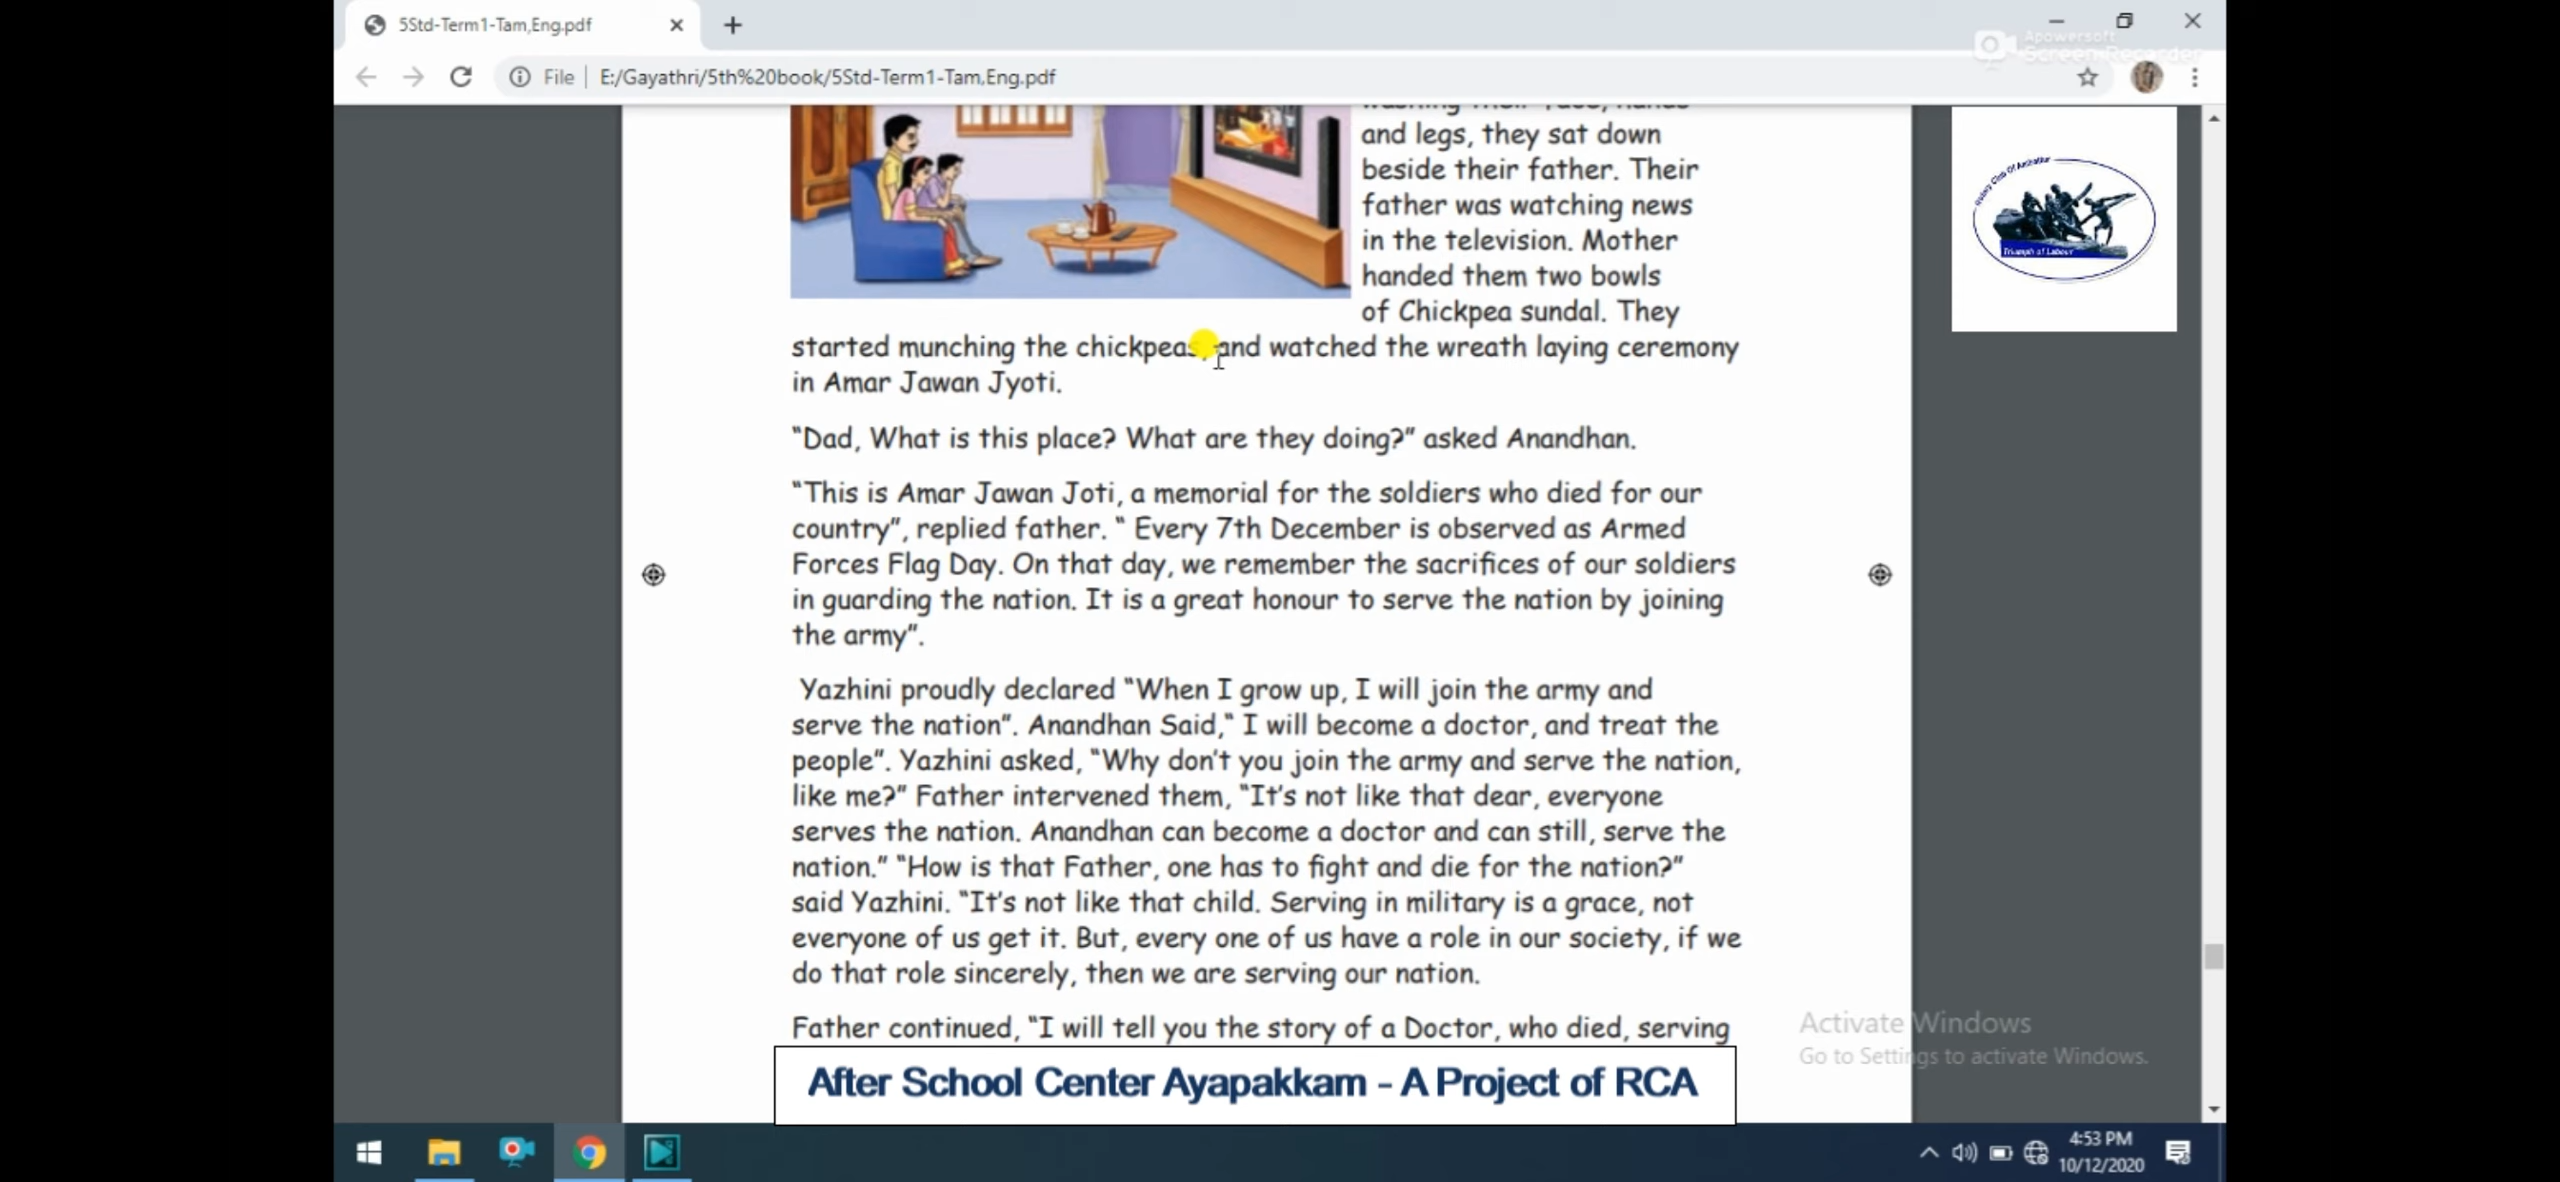 5Std-Term1-Tam,Eng.pdf
Apowersoft
Screen Recorder
File
E:/Gayathri/5th%20book/5Std-Term1-Tam,Eng.pdf
and legs, they sat down
beside their father. Their
father was watching news
in the television. Mother
handed them two bowls
of Chickpea sundal. They
started munching the chickpeas, and watched the wreath laying ceremony
in Amar Jawan Jyoti.
“Dad, What is this place? What are they doing?” asked Anandhan.
“This is Amar Jawan Joti, a memorial for the soldiers who died for our
country”, replied father. “ Every 7th December is observed as Armed
Forces Flag Day. On that day, we remember the sacrifices of our soldiers
in guarding the nation. It is a great honour to serve the nation by joining
the army”.
Yazhini proudly declared “When I grow up, I will join the army and
serve the nation”. Anandhan Said,“ I will become a doctor, and treat the
people”. Yazhini asked, “Why don’t you join the army and serve the nation,
like me?” Father intervened them, “It’s not like that dear, everyone
serves the nation. Anandhan can become a doctor and can still, serve the
nation.” “How is that Father, one has to fight and die for the nation?”
said Yazhini. “It’s not like that child. Serving in military is a grace, not
everyone of us get it. But, every one of us have a role in our society, if we
do that role sincerely, then we are serving our nation.
Father continued, “I will tell you the story of a Doctor, who died, serving
Triumph of Labour
Activate Windows
Go to Settings to activate Windows.
After School Center Ayapakkam - A Project of RCA
4:53 PM
10/12/2020